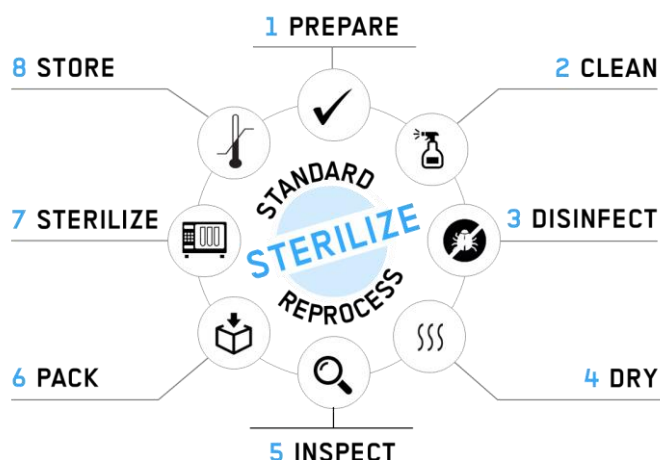 1 PREPARE
2 CLEAN
3 DISINFECT
4 DRY
5 INSPECT
6 PACK
7 STERILIZE
8 STORE
STANDARD
STERILIZE
REPROCESS